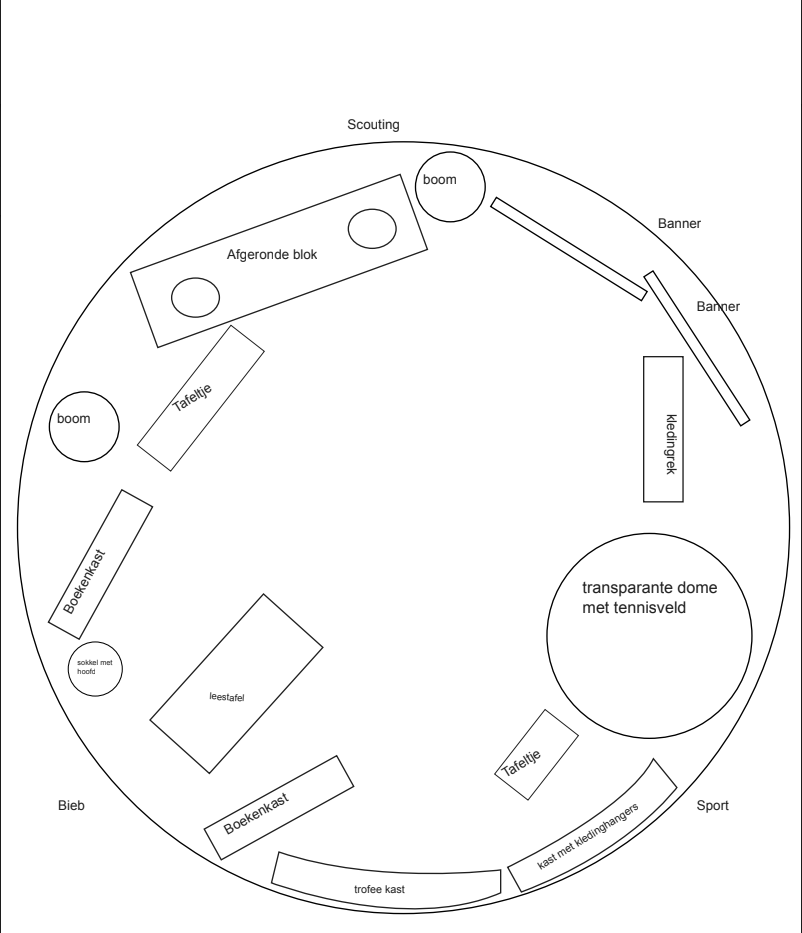 Scouting
boom
Banner
Afgeronde blok
Banner
Tafeltje
boom
kledingrek
Boekenkast
transparante dome
met tennisveld
sokkel met
hoofd
leestafel
Tafeltje
Bieb
Boekenkast
Sport
kast met kledinghangers
trofee kast